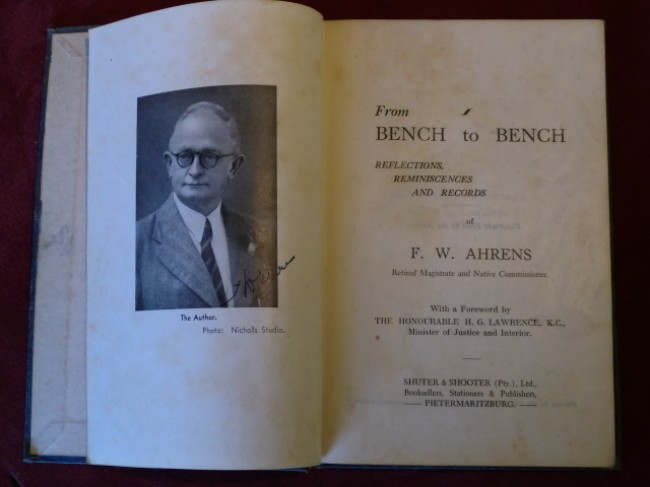 The Author.
Photo: Nicholls Studio.
From
BENCH to BENCH
REFLECTIONS,
REMINISCENCES
AND RECORDS
of
F. W. AHRENS
Retired Magistrate and Native Commissioner.
With a Foreword by
THE HONOURABLE H. G. LAWRENCE, K.C.,
Minister of Justice and Interior.
SHUTER & SHOOTER (Pty.), Ltd.,
Booksellers, Stationers & Publishers,
—— PIETERMARITZBURG. ——